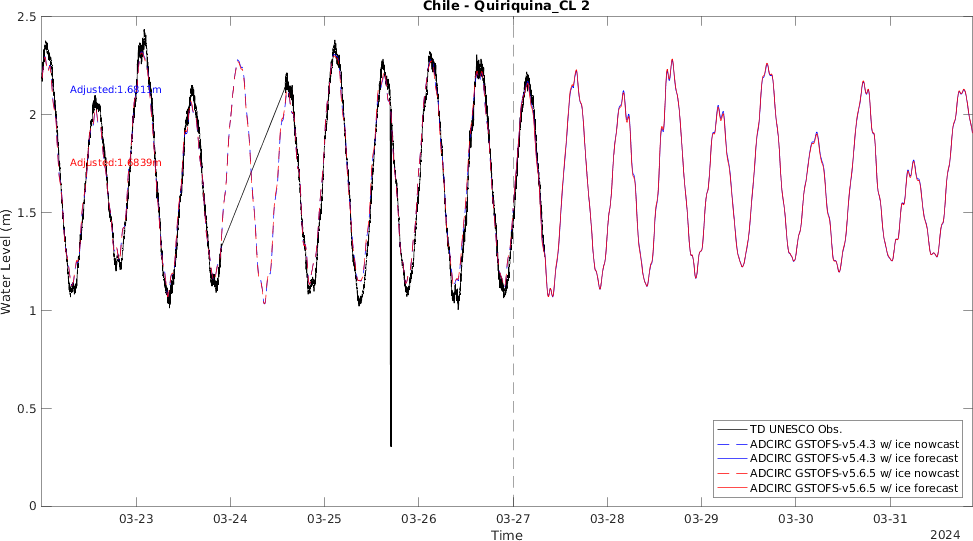 Chile - Quiriquina_CL 2
2.5
2
1.5
1
0.5
0
Water Level (m)
Adjusted:1.6811m
Adjusted:1.6839m
TD UNESCO Obs.
ADCIRC GSTOFS-v5.4.3 w/ ice nowcast
ADCIRC GSTOFS-v5.4.3 w/ ice forecast
ADCIRC GSTOFS-v5.6.5 w/ ice nowcast
ADCIRC GSTOFS-v5.6.5 w/ ice forecast
03-23
03-24
03-25
03-26
03-27
03-28
03-29
03-30
03-31
Time
2024